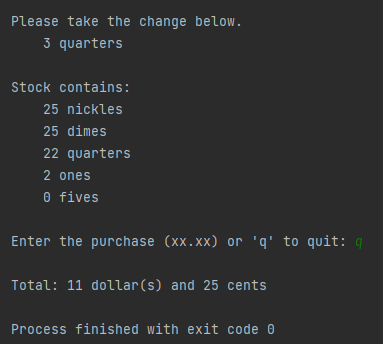 Please take the change below.
    3 quarters

Stock contains:
    25 nickles
    25 dimes
    22 quarters
    2 ones
    0 fives

Enter the purchase (xx.xx) or 'q' to quit: q

Total: 11 dollar(s) and 25 cents

Process finished with exit code 0